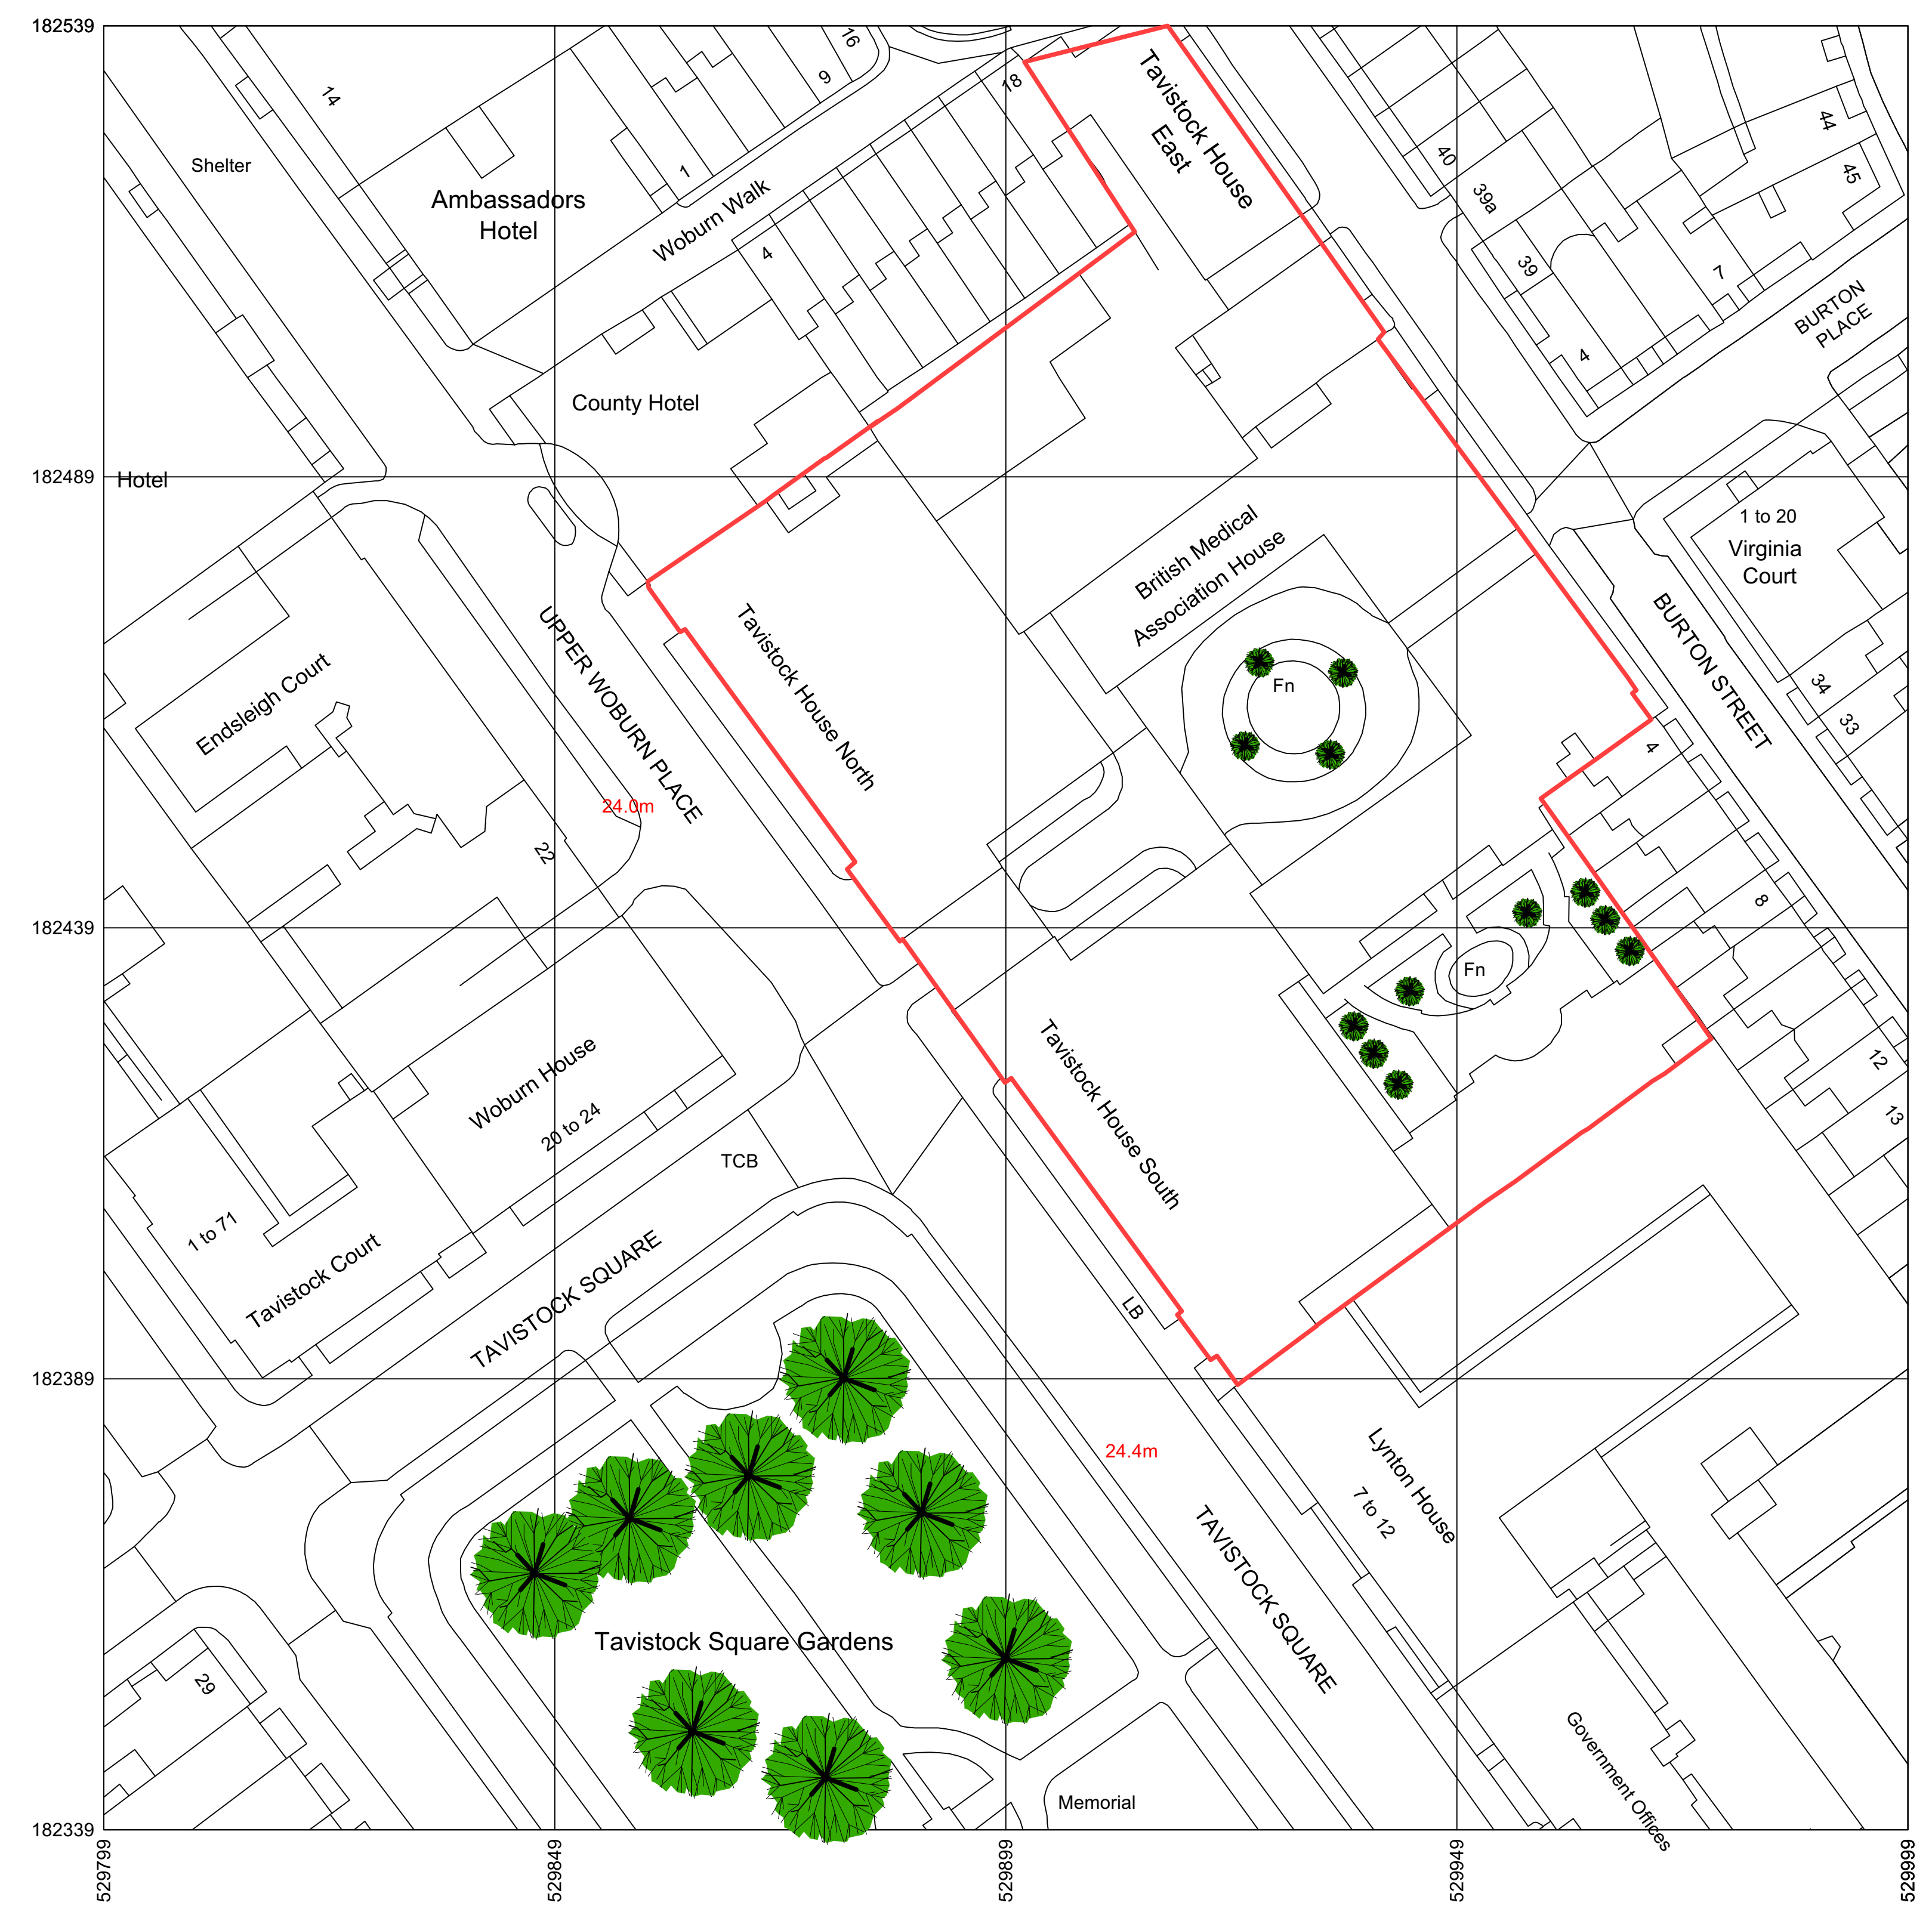 182539
182489
182439
182389
182339
529799
529849
529899
529949
529999
14
Shelter
16
9
18
1
Ambassadors
Hotel
Woburn Walk
4
Tavistock House
East
40
39a
39
44
45
7
4
BURTON
PLACE
County Hotel
Hotel
British Medical
Association House
1 to 20
Virginia
Court
UPPER WOBURN PLACE
Tavistock House North
Endsleigh Court
Fn
BURTON STREET
34
33
4
24.0m
22
8
Fn
Woburn House
20 to 24
Tavistock House South
12
13
TCB
1 to 71
Tavistock Court
TAVISTOCK SQUARE
LB
24.4m
Lynton House
7 to 12
TAVISTOCK SQUARE
Tavistock Square Gardens
29
Memorial
Government Offices